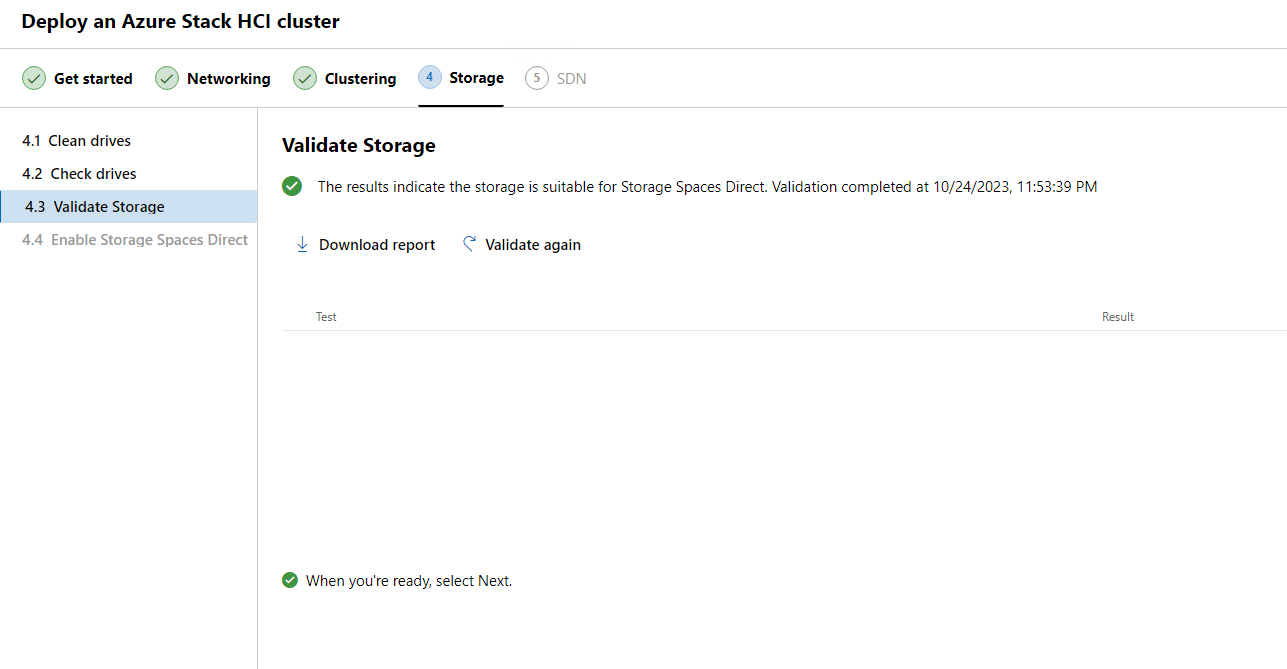 Deploy an Azure Stack HCI cluster
Get started Networking Clustering 4 Storage 5 SDN
4.1 Clean drives
4.2 Check drives
4.3 Validate Storage
4.4 Enable Storage Spaces Direct
Validate Storage
The results indicate the storage is suitable for Storage Spaces Direct. Validation completed at 10/24/2023, 11:53:39 PM
Download report Validate again
Test Result
When you're ready, select Next.